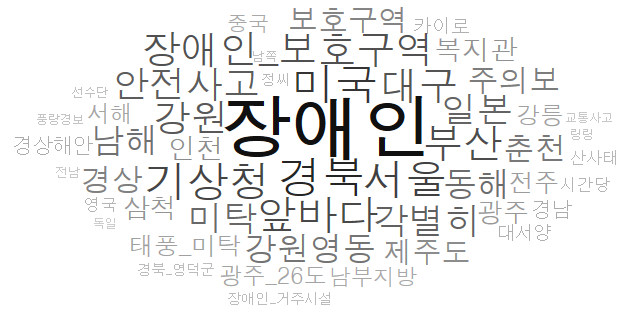 중국 보호구역 카이로
장애인_보호구역 복지관
남쪽
안전사고 정씨 미국 대구 주의보
선수단
풍랑경보 서해 강원 장애인 일본 강릉 교통사고
링링
경상해안 남해 인천 부산 춘천 산사태
전남 경상 기상청 경북 서울 동해 전주 시간당
영국 삼척 미탁 앞바다 각별히 광주 경남
독일
대서양
태풍_미탁 강원영동 제주도
경북_영덕군 광주_26도 남부지방
장애인_거주시설